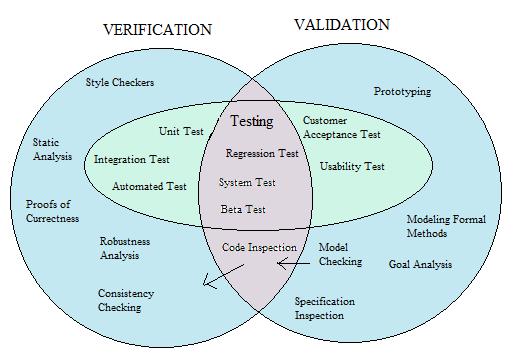 VERIFICATION
VALIDATION
Style Checkers
Prototyping
Testing
Customer
Acceptance Test
Unit Test
Static
Analysis
Integration Test
Regression Test
Usability Test
Automated Test
System Test
Beta Test
Proofs of
Currectness
Modeling Formal
Methods
Robustness
Analysis
Code Inspection
Model
Checking
Goal Analysis
Consistency
Checking
Specification
Inspection